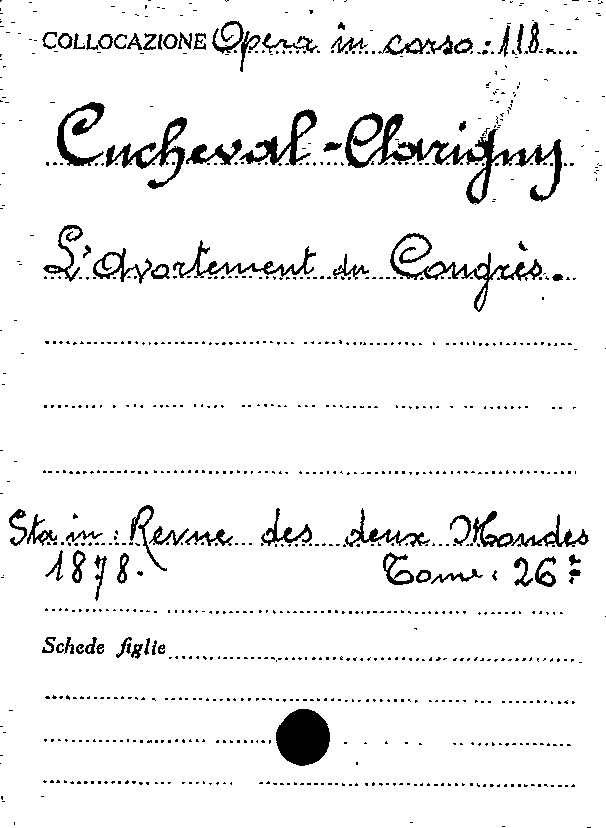 COLLOCAZIONE Opera in corso: 118.
Cucheval-Clarigny
L'Avortement du Congrès.
Sta in: Revue des deux Mondes
1878. Tome: 26º
Schede figlie